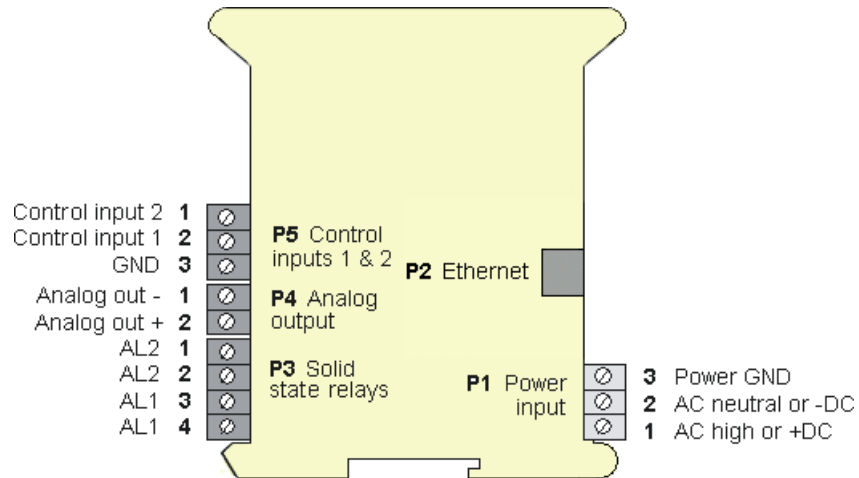 Control input 2 1
Control input 1 2
GND 3
P5 Control
inputs 1 & 2
P2 Ethernet
Analog out - 1
Analog out + 2
P4 Analog
output
AL2 1
AL2 2
AL1 3
AL1 4
P3 Solid
state relays
P1 Power
input
3 Power GND
2 AC neutral or -DC
1 AC high or +DC